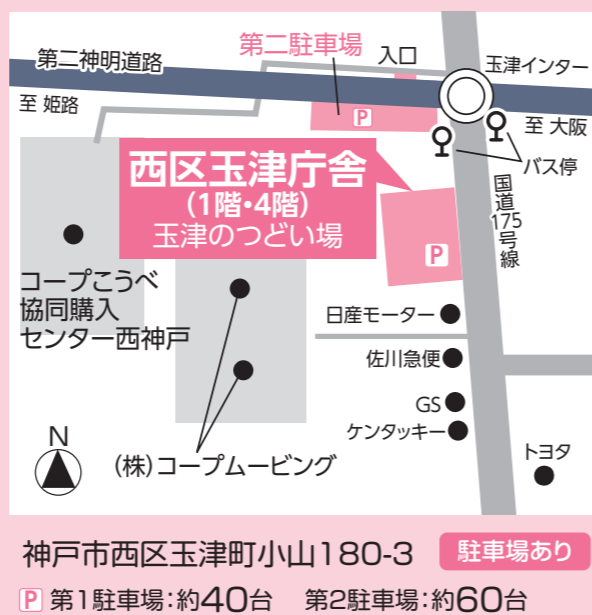 第二駐車場
入口
第二神明道路
玉津インター
至 姫路
至 大阪
P
バス停
西区玉津庁舎
(1階・4階)
玉津のつどい場
国道175号線
P
コープこうべ
協同購入
センター西神戸
日産モーター
佐川急便
GS
ケンタッキー
N
(株)コープムービング
トヨタ
神戸市西区玉津町小山180-3 駐車場あり
P 第1駐車場:約40台 第2駐車場:約60台